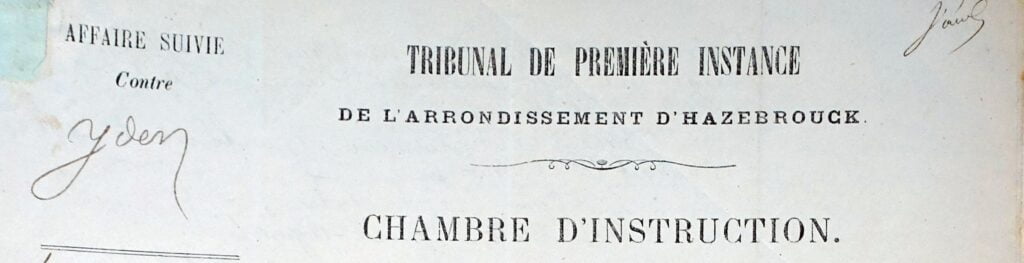 AFFAIRE SUIVIE
Contre
Yden
TRIBUNAL DE PREMIÈRE INSTANCE
DE L'ARRONDISSEMENT D'HAZEBROUCK.
CHAMBRE D'INSTRUCTION.